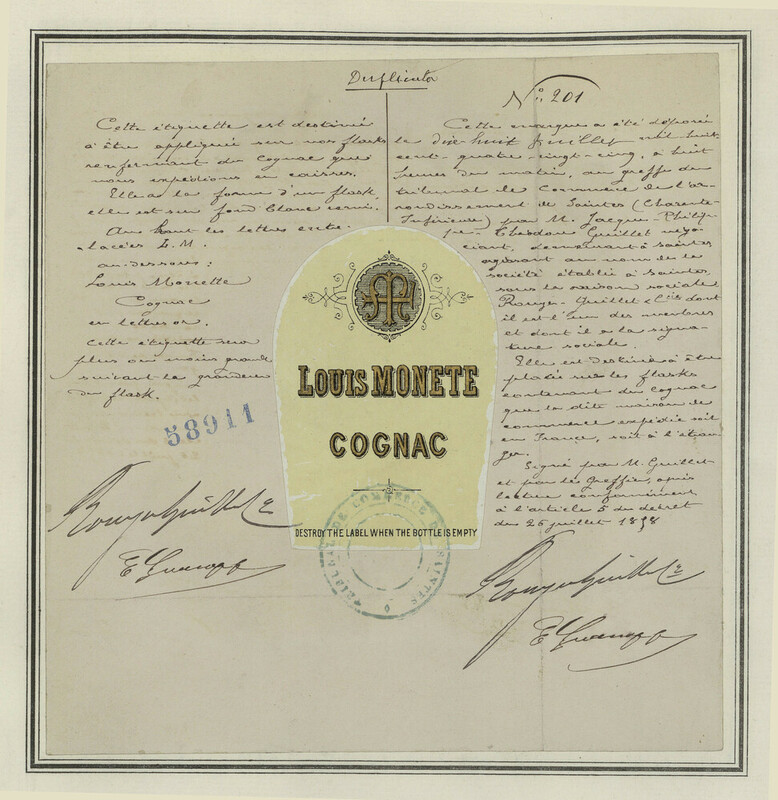 Duplicata
Cette étiquette est destinée
à être appliquée sur nos flasks
renfermant du Cognac que
nous expédions en caisses.
Elle a la forme d'un flask,
elle est sur fond blanc verni.
Au haut les lettres entre-
lacées L. M.
au-dessous:
Louis Monette
Cognac
en lettres or.
Cette étiquette sera
plus ou moins grande
suivant la grandeur
du flask.
58911
Rouyer Guillet & Cie
No. 201
Cette marque a été déposée
le dix-huit Juillet mil huit
cent quatre-vingt-cinq, à huit
heures du matin, au greffe du
tribunal de Commerce de l'ar-
rondissement de Saintes (Charente-
Inférieure) par M. Jacques-Philip-
pe-Théodore Guillet négo-
ciant, demeurant à Saintes
agissant au nom de la
société établie à Saintes,
sous la raison sociale
Rouyer-Guillet & Cie dont
il est l'un des membres
et dont il a la signa-
ture sociale.
Elle est destinée à être
placée sur les flasks
contenant du cognac
que la dite maison de
commerce expédie soit
en France, soit à l'étran-
ger.
Signé par M. Guillet
et par les Greffier, après
lecture conformément
à l'article 5 du décret
du 26 juillet 1858
Rouyer Guillet & Cie
LM
LOUIS MONETE
COGNAC
DESTROY THE LABEL WHEN THE BOTTLE IS EMPTY
TRIBUNAL DE COMMERCE DE SAINTES